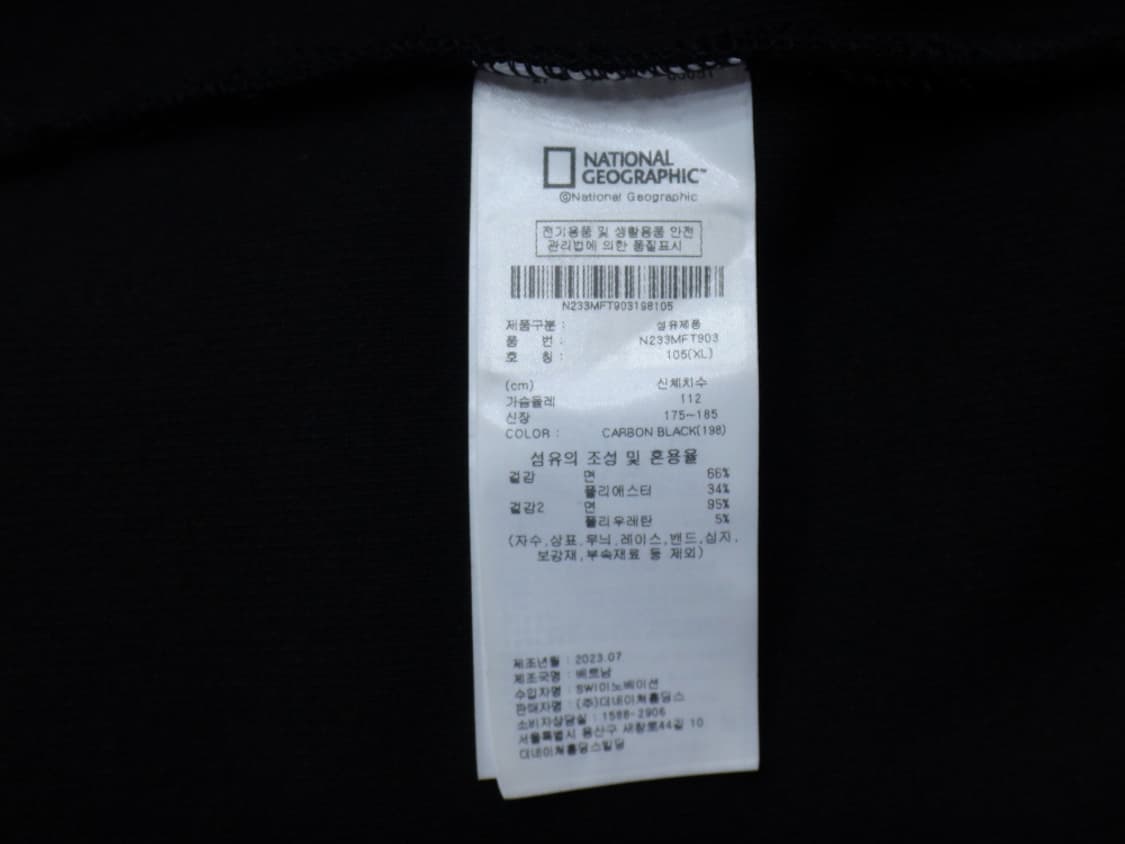 NATIONAL
GEOGRAPHIC™
©National Geographic
전기용품 및 생활용품 안전
관리법에 의한 품질표시
N233MFT903198105
제품구분 : 섬유제품
품 번 : N233MFT903
호 칭 : 105(XL)
(cm) 신체치수
가슴둘레 112
신장 175~185
COLOR : CARBON BLACK(198)
섬유의 조성 및 혼용율
겉감 면 66%
폴리에스터 34%
겉감2 면 95%
폴리우레탄 5%
(자수,상표,무늬,레이스,밴드,심지,
보강재,부속재료 등 제외)
제조년월 : 2023.07
제조국명 : 베트남
수입자명 : SWI이노베이션
판매자명 : (주)더네이쳐홀딩스
소비자상담실 : 1588-2906
서울특별시 용산구 새창로44길 10
더네이쳐홀딩스빌딩